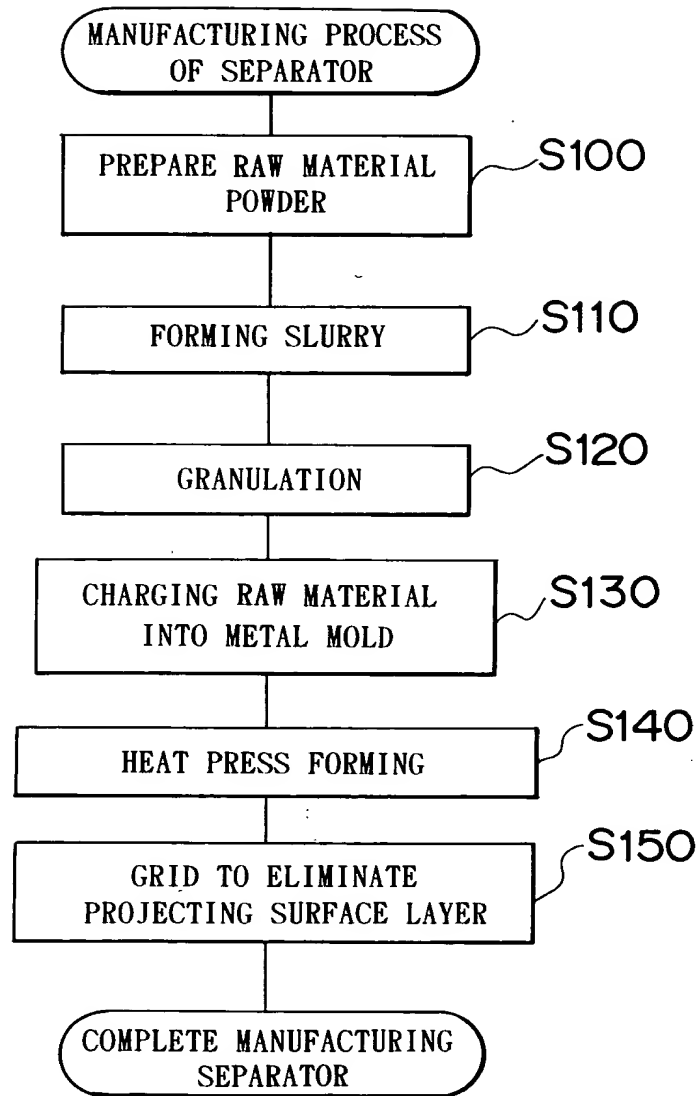 MANUFACTURING PROCESS
OF SEPARATOR
PREPARE RAW MATERIAL
POWDER
S100
FORMING SLURRY
S110
GRANULATION
S120
CHARGING RAW MATERIAL
INTO METAL MOLD
S130
HEAT PRESS FORMING
S140
GRID TO ELIMINATE
PROJECTING SURFACE LAYER
S150
COMPLETE MANUFACTURING
SEPARATOR